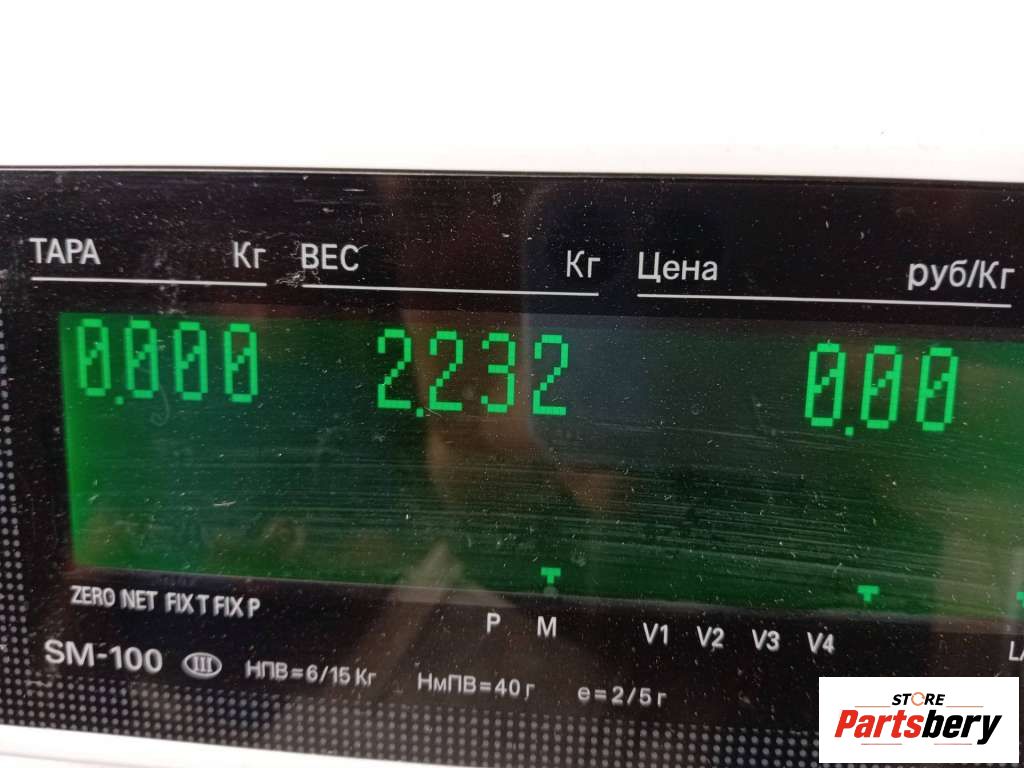 ТАРА Кг ВЕС Кг Цена руб/Кг
0.000 2.232 0.00
ZERO NET FIX T FIX P P M V1 V2 V3 V4
SM-100 III НПВ=6/15 Кг НмПВ=40 г e=2/5 г
STORE
Partsbery